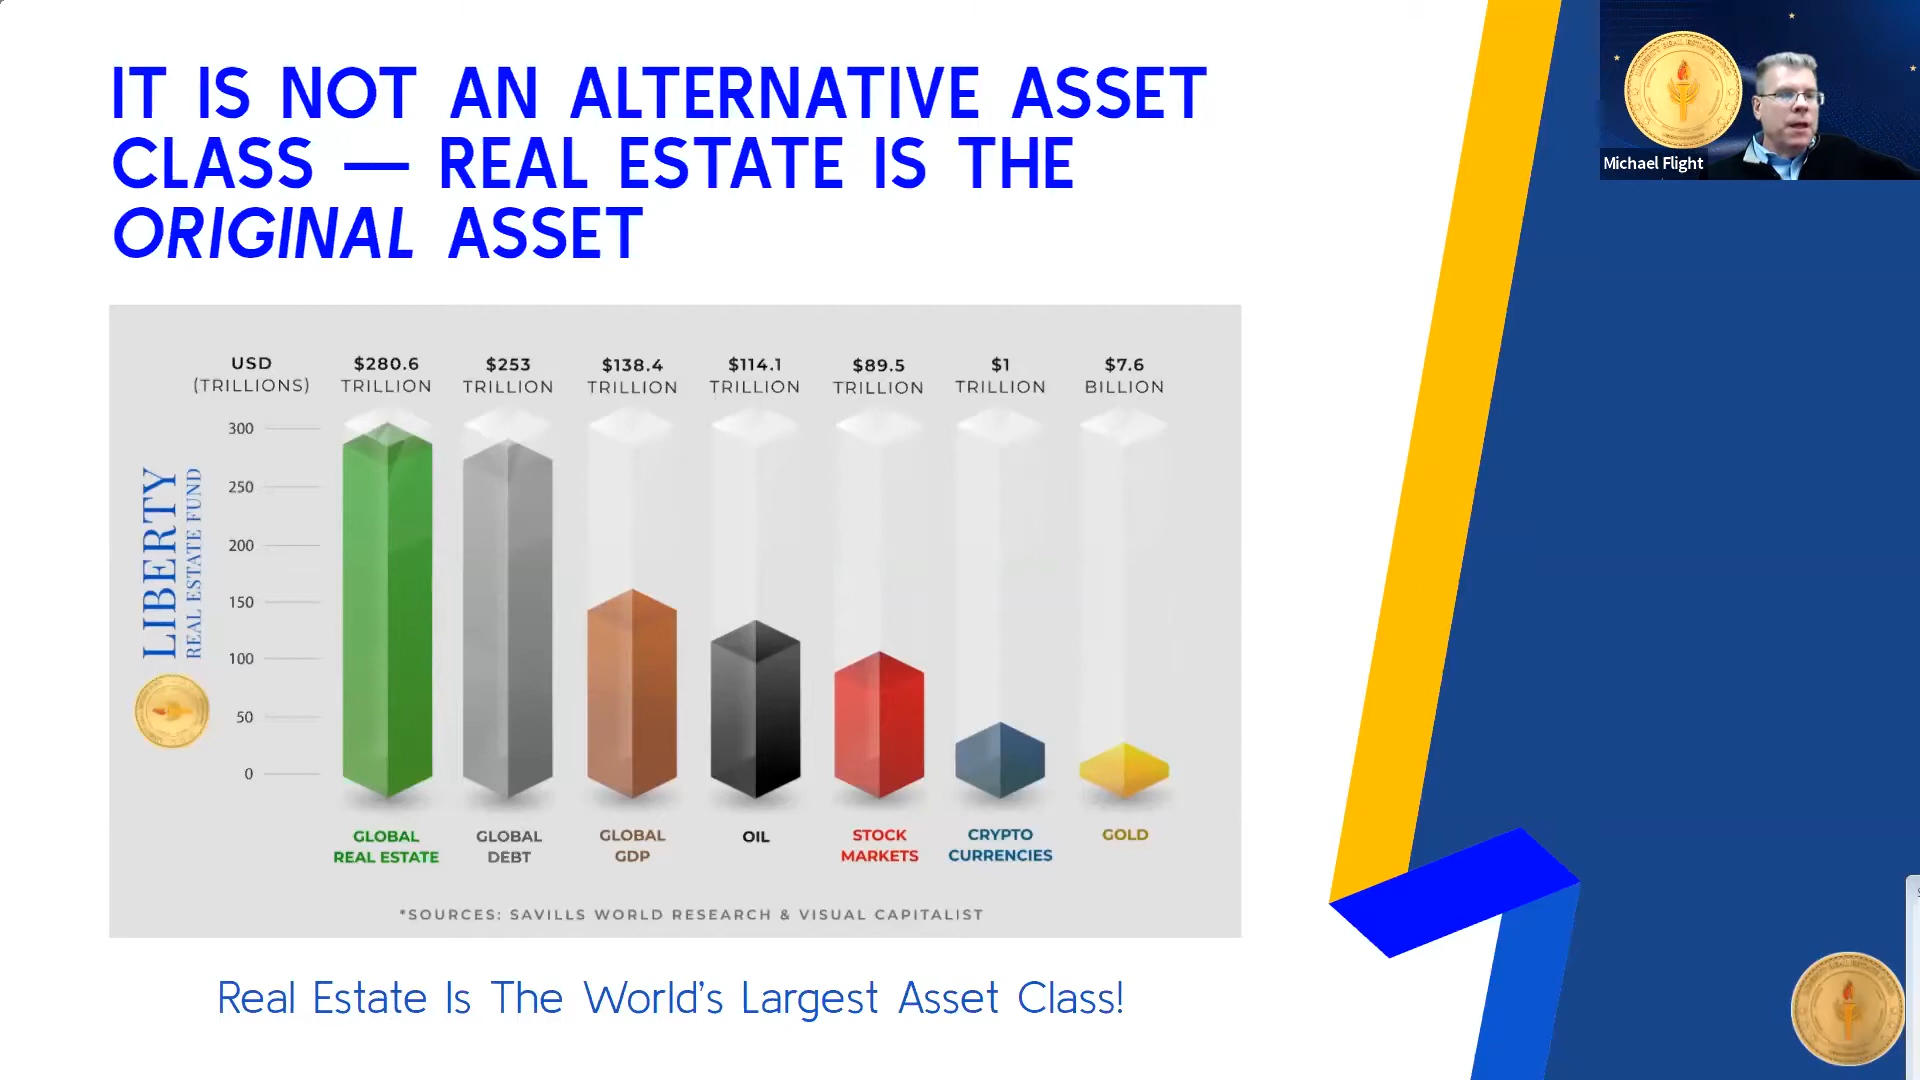 IT IS NOT AN ALTERNATIVE ASSET
CLASS — REAL ESTATE IS THE
ORIGINAL ASSET
Michael Flight
USD
(TRILLIONS)
$280.6
TRILLION
$253
TRILLION
$138.4
TRILLION
$114.1
TRILLION
$89.5
TRILLION
$1
TRILLION
$7.6
BILLION
300
250
200
150
100
50
0
LIBERTY
REAL ESTATE FUND
GLOBAL
REAL ESTATE
GLOBAL
DEBT
GLOBAL
GDP
OIL
STOCK
MARKETS
CRYPTO
CURRENCIES
GOLD
*SOURCES: SAVILLS WORLD RESEARCH & VISUAL CAPITALIST
Real Estate Is The World's Largest Asset Class!